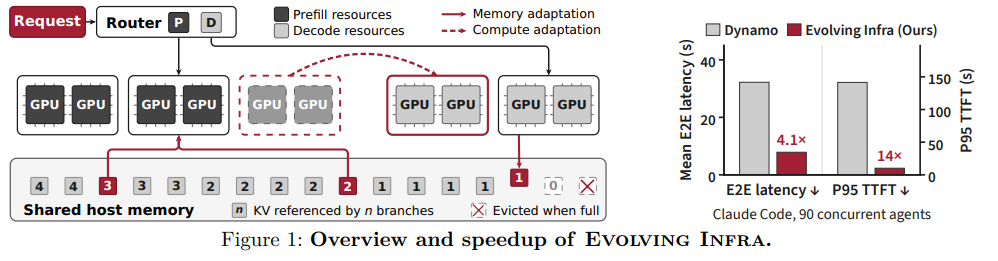 Request
Router P D
Prefill resources
Decode resources
Memory adaptation
Compute adaptation
GPU GPU GPU GPU GPU GPU GPU GPU GPU GPU
4 4 3 3 3 2 2 2 2 2 1 1 1 1 1 0
Shared host memory
n KV referenced by n branches
Evicted when full
Dynamo Evolving Infra (Ours)
Mean E2E latency (s)
40
20
0
4.1×
14×
150
100
50
0
P95 TTFT (s)
E2E latency ↓ P95 TTFT ↓
Claude Code, 90 concurrent agents
Figure 1: Overview and speedup of Evolving Infra.